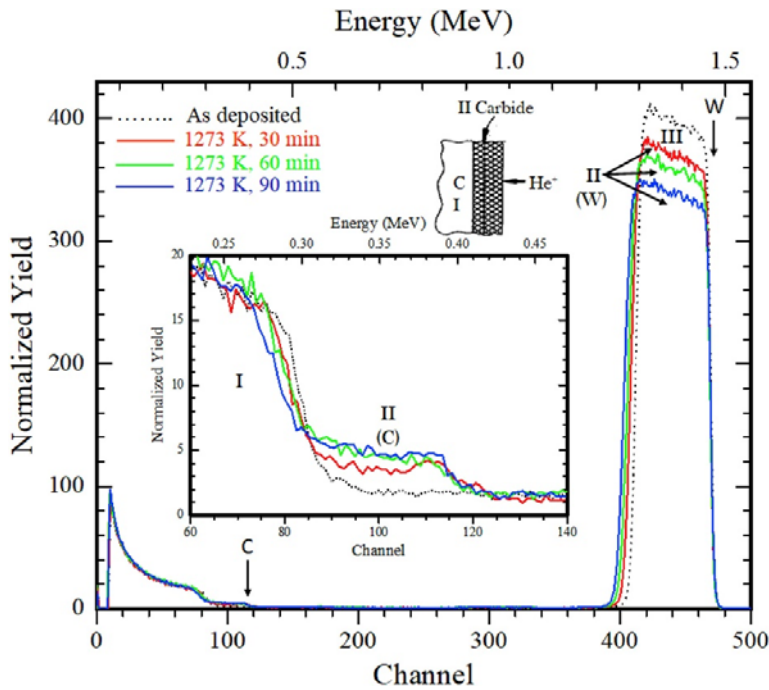 Energy (MeV)
0.5 1 1.5
400
300
200
100
0
Normalized Yield
As deposited
1273 K, 30 min
1273 K, 60 min
1273 K, 90 min
II Carbide
C
I
He⁺
W
III
II
(W)
Energy (MeV)
0.25 0.30 0.35 0.40 0.45
20
15
10
5
0
Normalized Yield
I
II
(C)
60 80 100 120 140
Channel
C
0 100 200 300 400 500
Channel